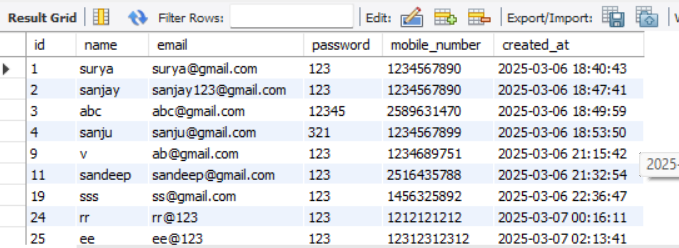 Result Grid Filter Rows: Edit: Export/Import:
id name email password mobile_number created_at
1 surya surya@gmail.com 123 1234567890 2025-03-06 18:40:43
2 sanjay sanjay123@gmail.com 123 1234567890 2025-03-06 18:47:41
3 abc abc@gmail.com 12345 2589631470 2025-03-06 18:49:59
4 sanju sanju@gmail.com 321 1234567899 2025-03-06 18:53:50
9 v ab@gmail.com 123 1234689751 2025-03-06 21:15:42
2025-
11 sandeep sandeep@gmail.com 123 2516435788 2025-03-06 21:32:54
19 sss ss@gmail.com 123 1456325892 2025-03-06 22:36:47
24 rr rr@123 123 1212121212 2025-03-07 00:16:11
25 ee ee@123 123 12312312312 2025-03-07 02:13:41